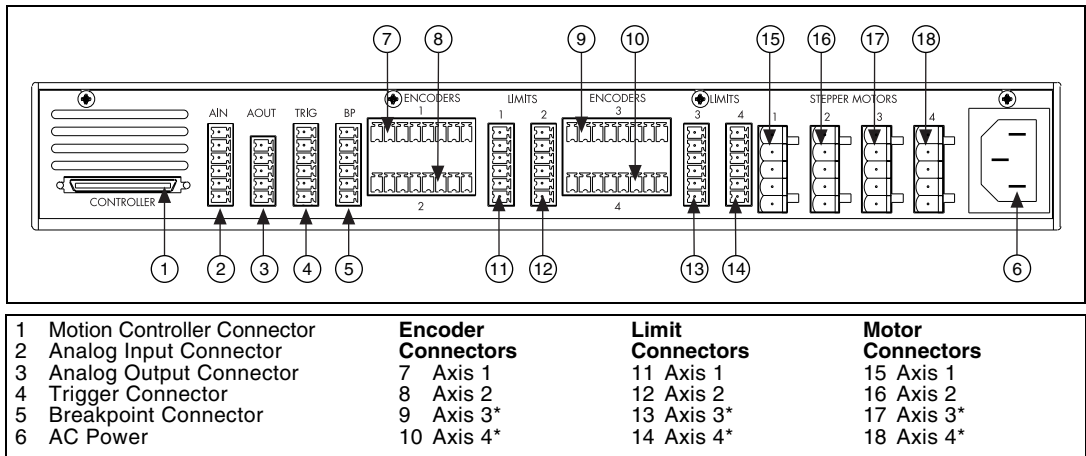 7 8 9 10 15 16 17 18
ENCODERS LIMITS ENCODERS LIMITS STEPPER MOTORS
AIN AOUT TRIG BP 1 1 2 3 3 4 1 2 3 4
CONTROLLER 2 4
1 2 3 4 5 11 12 13 14 6
1 Motion Controller Connector
2 Analog Input Connector
3 Analog Output Connector
4 Trigger Connector
5 Breakpoint Connector
6 AC Power
Encoder
Connectors
7 Axis 1
8 Axis 2
9 Axis 3*
10 Axis 4*
Limit
Connectors
11 Axis 1
12 Axis 2
13 Axis 3*
14 Axis 4*
Motor
Connectors
15 Axis 1
16 Axis 2
17 Axis 3*
18 Axis 4*